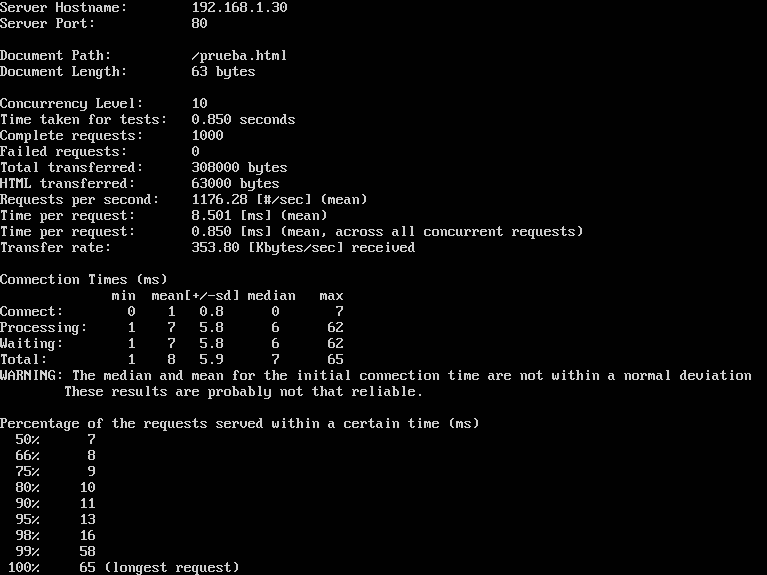 Server Hostname:        192.168.1.30
Server Port:            80
Document Path:          /prueba.html
Document Length:        63 bytes
Concurrency Level:      10
Time taken for tests:   0.850 seconds
Complete requests:      1000
Failed requests:        0
Total transferred:      308000 bytes
HTML transferred:       63000 bytes
Requests per second:    1176.28 [#/sec] (mean)
Time per request:       8.501 [ms] (mean)
Time per request:       0.850 [ms] (mean, across all concurrent requests)
Transfer rate:          353.80 [Kbytes/sec] received
Connection Times (ms)
              min  mean[+/-sd] median   max
Connect:        0    1   0.8      0       7
Processing:     1    7   5.8      6      62
Waiting:        1    7   5.8      6      62
Total:          1    8   5.9      7      65
WARNING: The median and mean for the initial connection time are not within a normal deviation
        These results are probably not that reliable.
Percentage of the requests served within a certain time (ms)
  50%      7
  66%      8
  75%      9
  80%     10
  90%     11
  95%     13
  98%     16
  99%     58
 100%     65 (longest request)